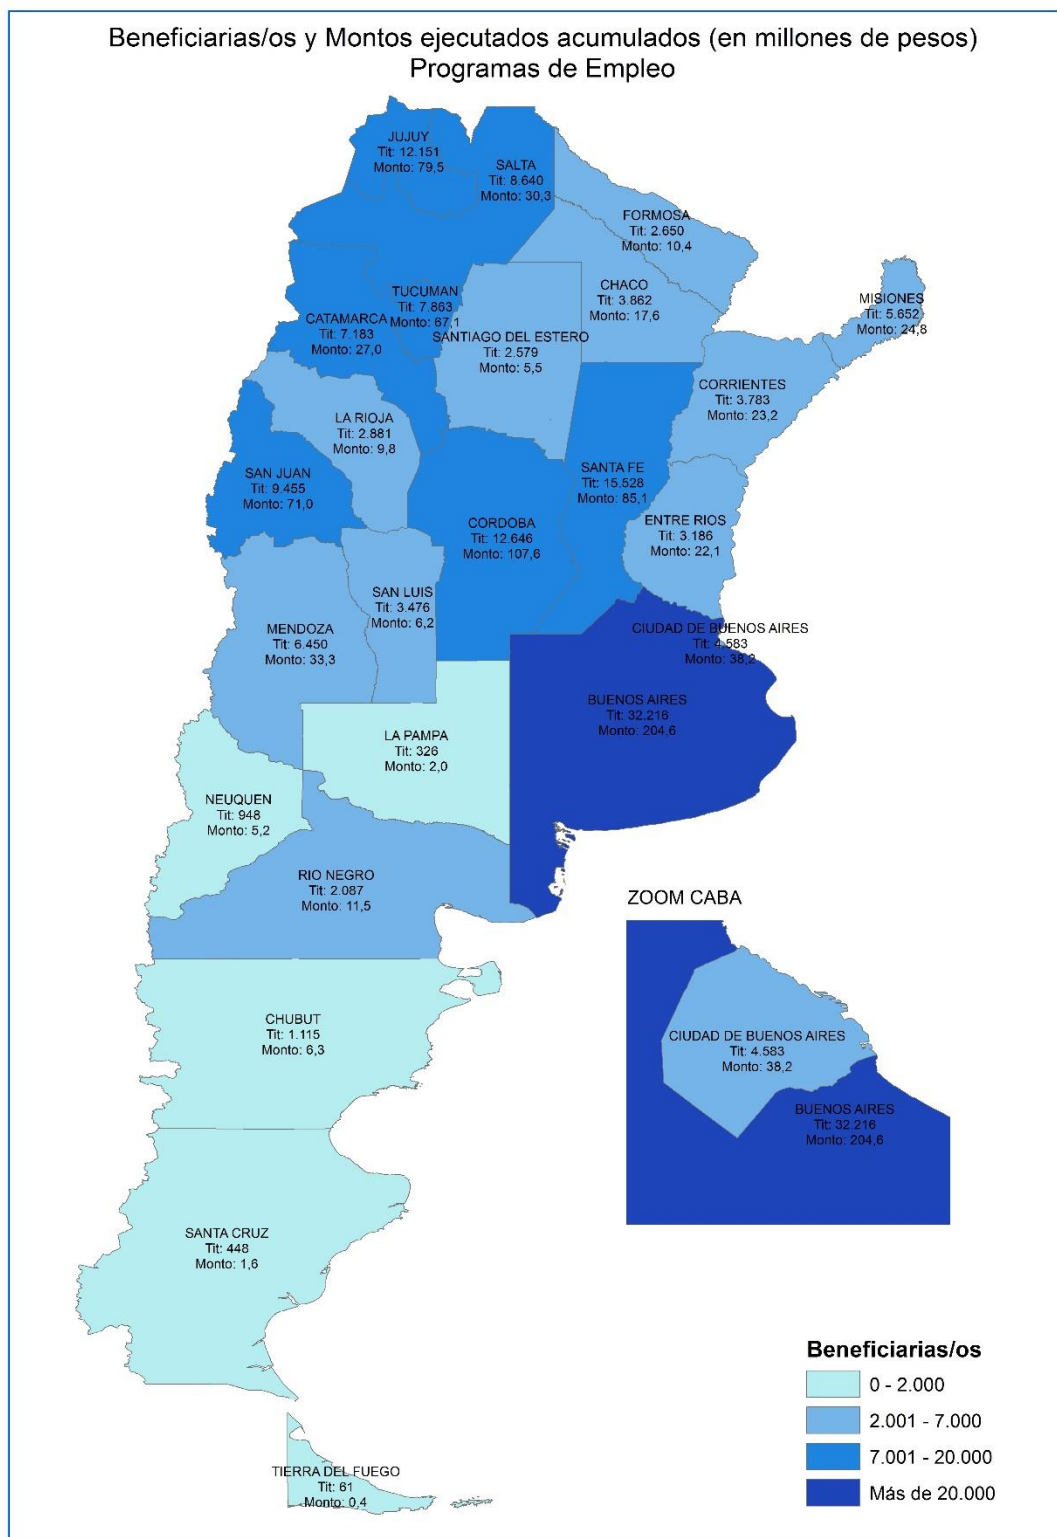 Beneficiarias/os y Montos ejecutados acumulados (en millones de pesos)
Programas de Empleo
JUJUY
Tit: 12.151
Monto: 79,5
SALTA
Tit: 8.640
Monto: 30,3
FORMOSA
Tit: 2.650
Monto: 10,4
CHACO
Tit: 3.862
Monto: 17,6
MISIONES
Tit: 5.652
Monto: 24,8
TUCUMAN
Tit: 7.863
Monto: 67,1
CATAMARCA
Tit: 7.183
Monto: 27,0
SANTIAGO DEL ESTERO
Tit: 2.579
Monto: 5,5
CORRIENTES
Tit: 3.783
Monto: 23,2
LA RIOJA
Tit: 2.881
Monto: 9,8
SAN JUAN
Tit: 9.455
Monto: 71,0
SANTA FE
Tit: 15.528
Monto: 85,1
CORDOBA
Tit: 12.646
Monto: 107,6
ENTRE RIOS
Tit: 3.186
Monto: 22,1
SAN LUIS
Tit: 3.476
Monto: 6,2
MENDOZA
Tit: 6.450
Monto: 33,3
CIUDAD DE BUENOS AIRES
Tit: 4.583
Monto: 38,2
BUENOS AIRES
Tit: 32.216
Monto: 204,6
LA PAMPA
Tit: 326
Monto: 2,0
NEUQUEN
Tit: 948
Monto: 5,2
RIO NEGRO
Tit: 2.087
Monto: 11,5
ZOOM CABA
CIUDAD DE BUENOS AIRES
Tit: 4.583
Monto: 38,2
BUENOS AIRES
Tit: 32.216
Monto: 204,6
CHUBUT
Tit: 1.115
Monto: 6,3
SANTA CRUZ
Tit: 448
Monto: 1,6
TIERRA DEL FUEGO
Tit: 61
Monto: 0,4
Beneficiarias/os
0 - 2.000
2.001 - 7.000
7.001 - 20.000
Más de 20.000